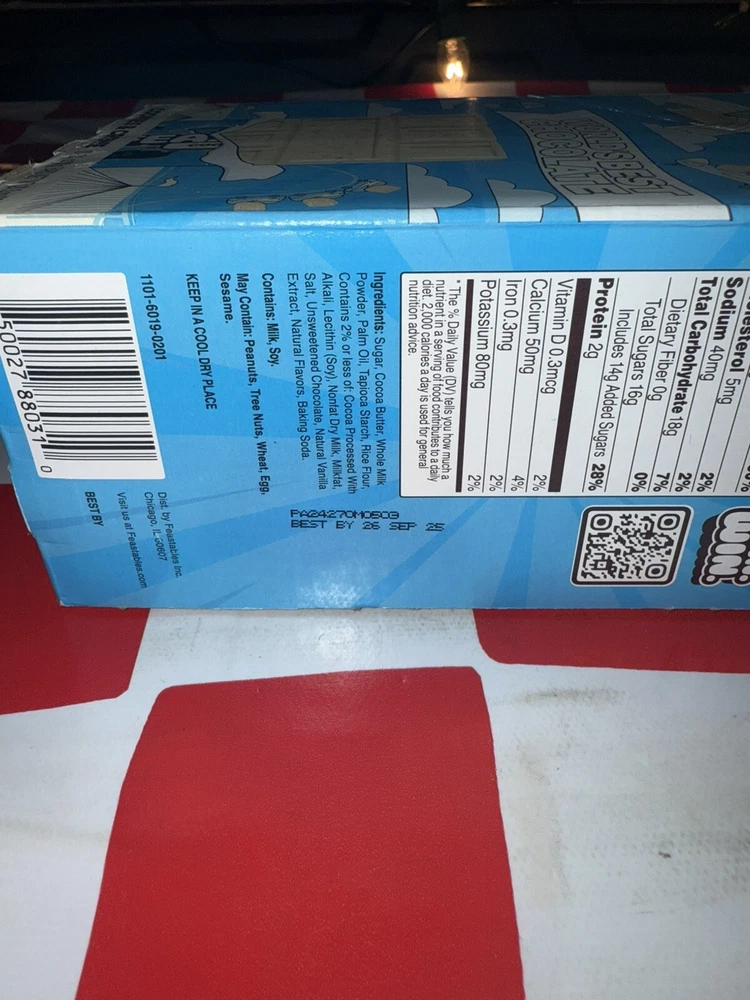 WORLD'S BEST
CHOCOLATE
WIN.
Sodium 40mg 2%
Total Carbohydrate 18g 7%
Dietary Fiber 0g 0%
Total Sugars 16g
Includes 14g Added Sugars 28%
Protein 2g
Vitamin D 0.3mcg 2%
Calcium 50mg 4%
Iron 0.3mg 2%
Potassium 80mg 2%
*The % Daily Value (DV) tells you how much a
nutrient in a serving of food contributes to a daily
diet. 2,000 calories a day is used for general
nutrition advice.
Ingredients: Sugar, Cocoa Butter, Whole Milk
Powder, Palm Oil, Tapioca Starch, Rice Flour,
Contains 2% or less of: Cocoa Processed With
Alkali, Lecithin (Soy), Nonfat Dry Milk, Milkfat,
Salt, Unsweetened Chocolate, Natural Vanilla
Extract, Natural Flavors, Baking Soda.
Contains: Milk, Soy.
May Contain: Peanuts, Tree Nuts, Wheat, Egg,
Sesame.
KEEP IN A COOL DRY PLACE
1101-6019-0201
50027 88031 0
BEST BY 26 SEP 25
Dist. by Feastables Inc.
Chicago, IL 60607
Visit us at Feastables.com
BEST BY